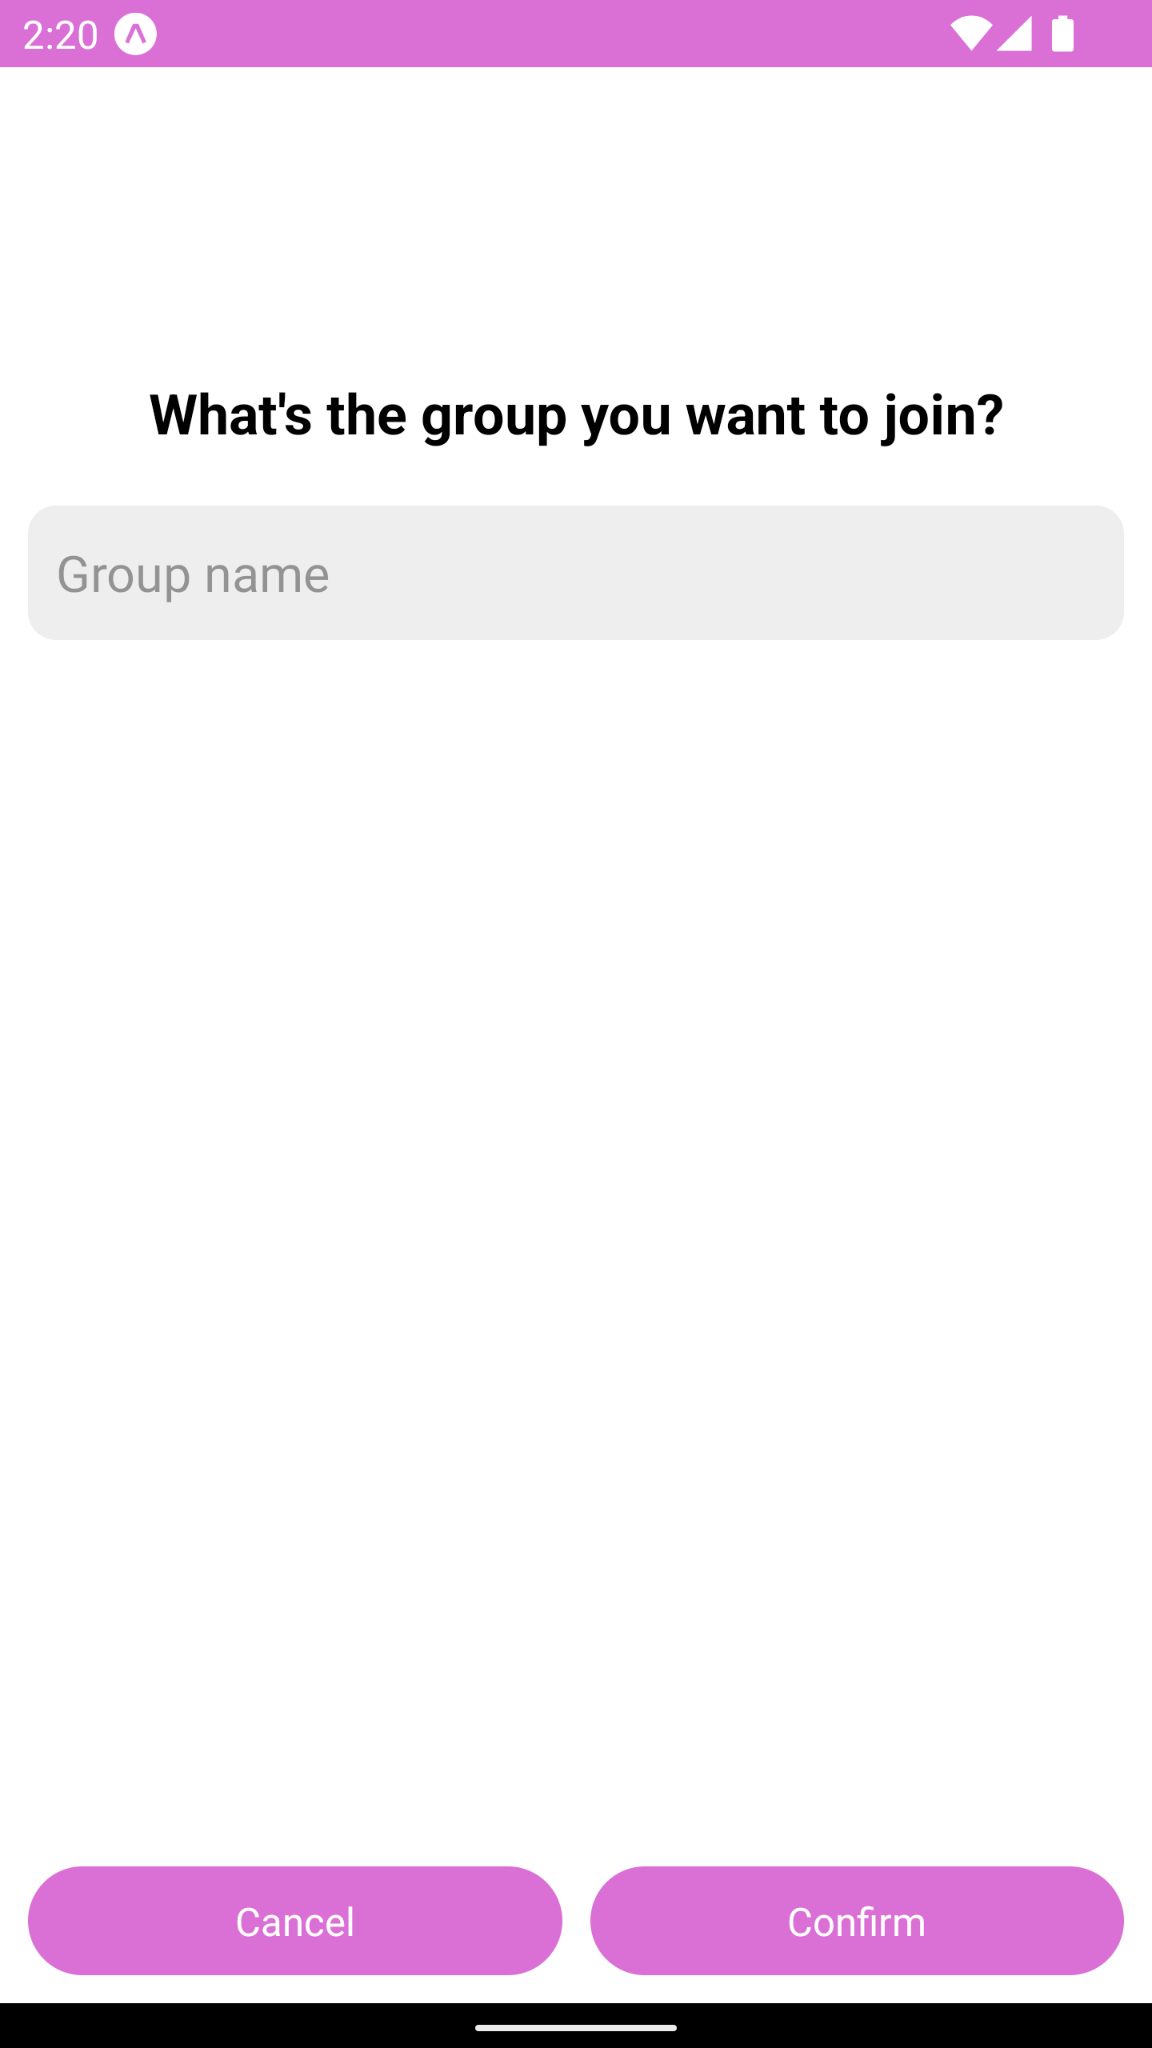 2:20
What's the group you want to join?
Group name
Cancel
Confirm